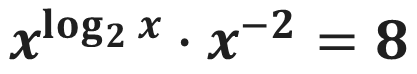 x^{log₂ x} · x^{−2} = 8